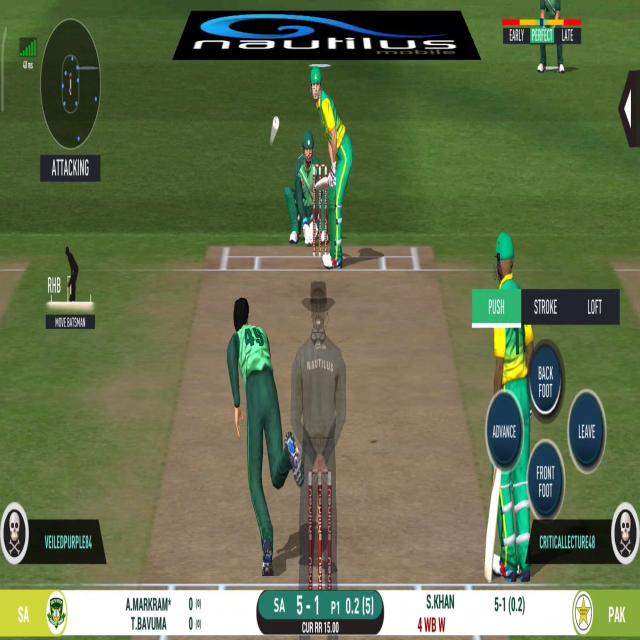 nautilus
mobile
EARLY PERFECT LATE
40 ms
ATTACKING
RHB
MOVE BATSMAN
45
NAUTILUS
PUSH STROKE LOFT
BACK FOOT
ADVANCE
LEAVE
FRONT FOOT
VEILEDPURPLE84
CRITICALLECTURE48
SA
A.MARKRAM* 0 (0)
T.BAVUMA 0 (0)
SA 5-1 P1 0.2 (5)
CUR RR 15.00
S.KHAN 5-1 (0.2)
4 WB W
PAK